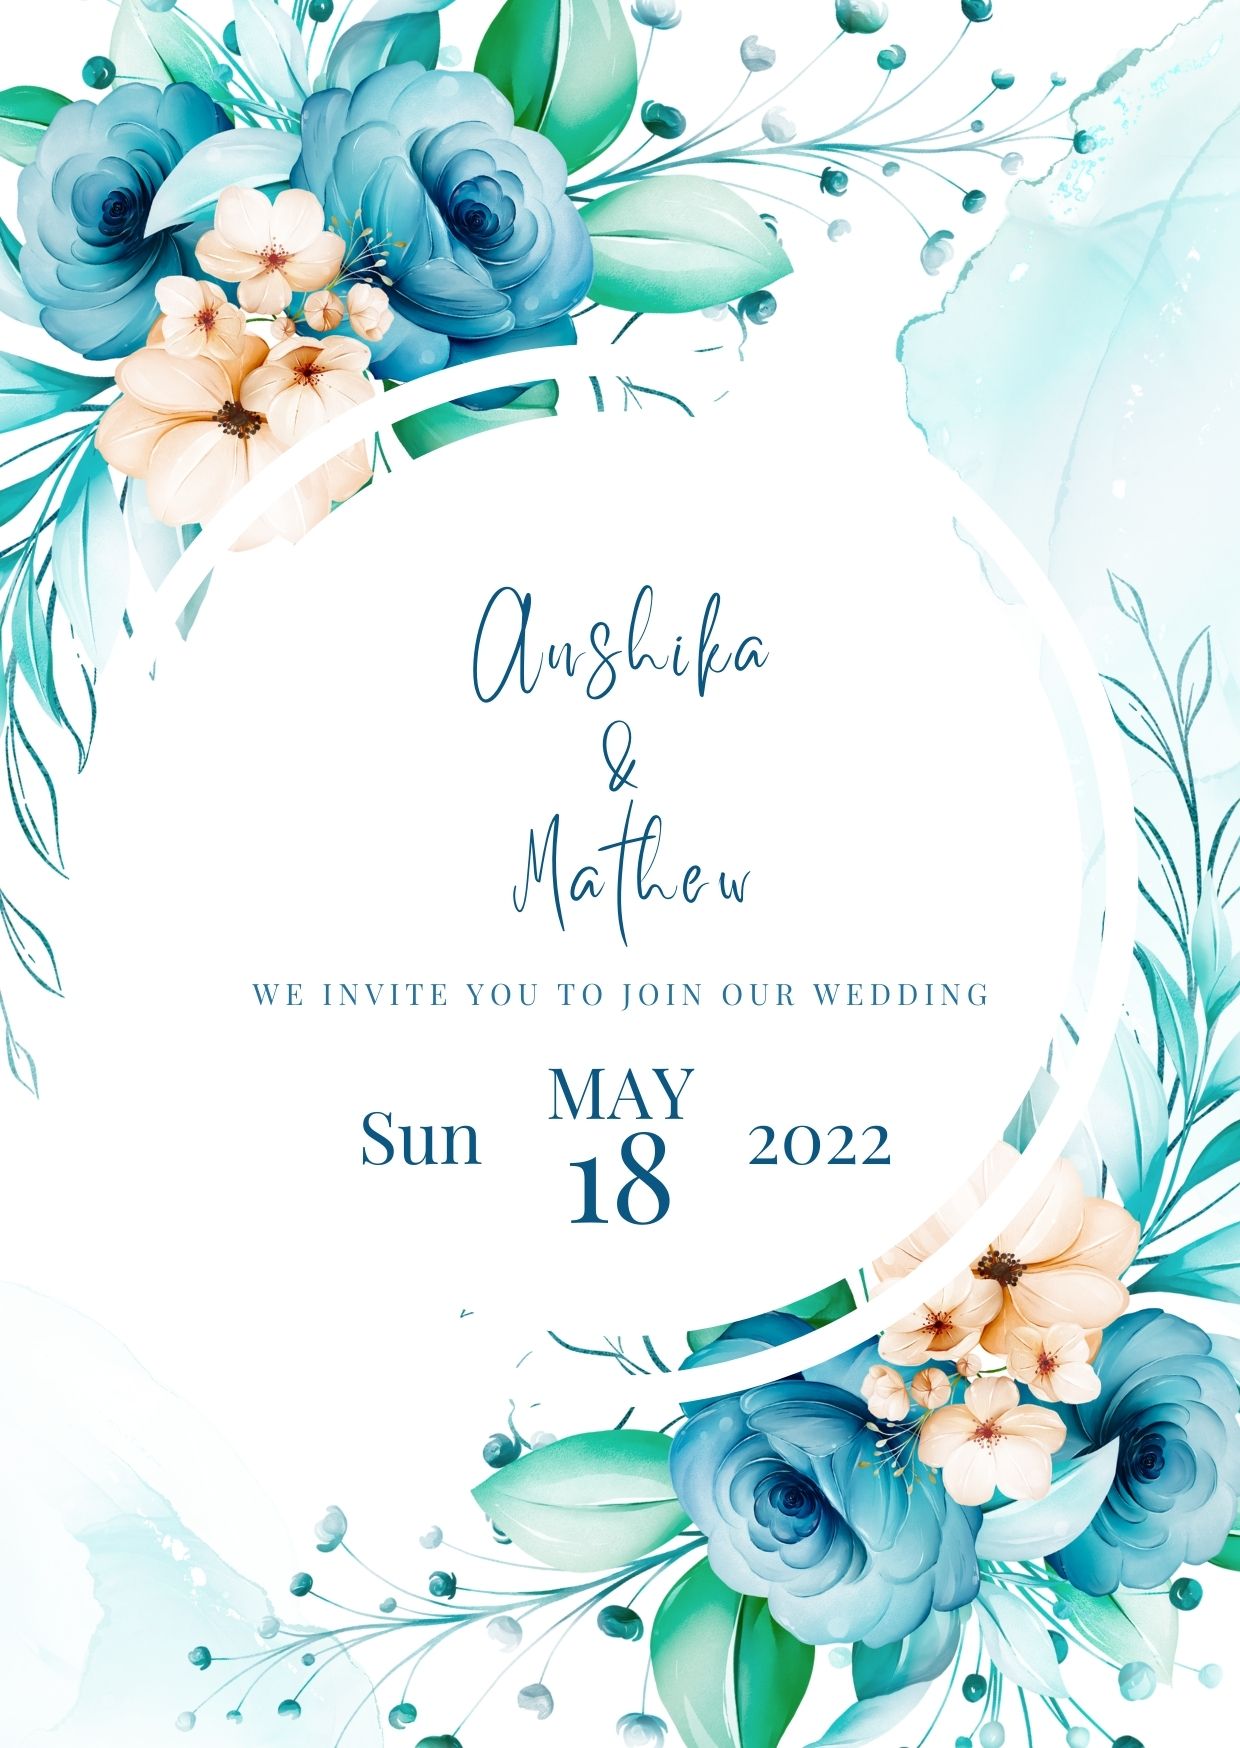 Anshika
&
Mathew
WE INVITE YOU TO JOIN OUR WEDDING
MAY
Sun
18
2022